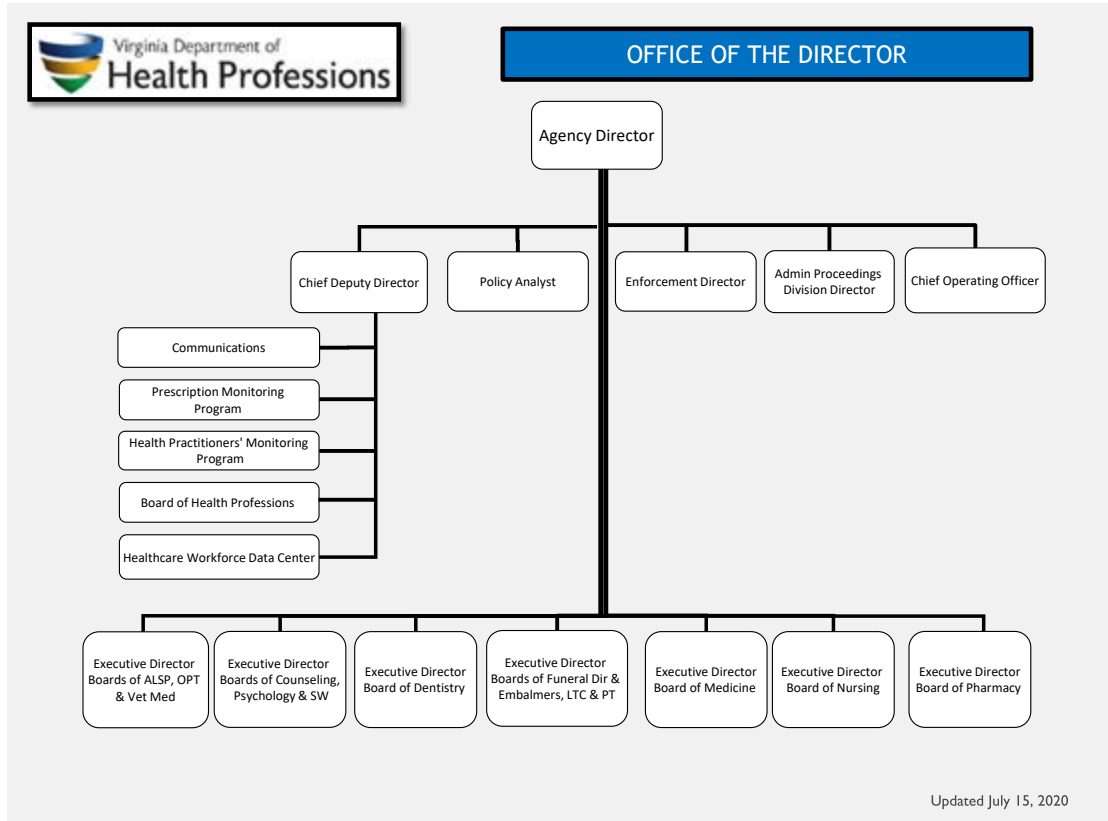 Virginia Department of
Health Professions
OFFICE OF THE DIRECTOR
Agency Director
Chief Deputy Director
Policy Analyst
Enforcement Director
Admin Proceedings
Division Director
Chief Operating Officer
Communications
Prescription Monitoring
Program
Health Practitioners' Monitoring
Program
Board of Health Professions
Healthcare Workforce Data Center
Executive Director
Boards of ALSP, OPT
& Vet Med
Executive Director
Boards of Counseling,
Psychology & SW
Executive Director
Board of Dentistry
Executive Director
Boards of Funeral Dir &
Embalmers, LTC & PT
Executive Director
Board of Medicine
Executive Director
Board of Nursing
Executive Director
Board of Pharmacy
Updated July 15, 2020